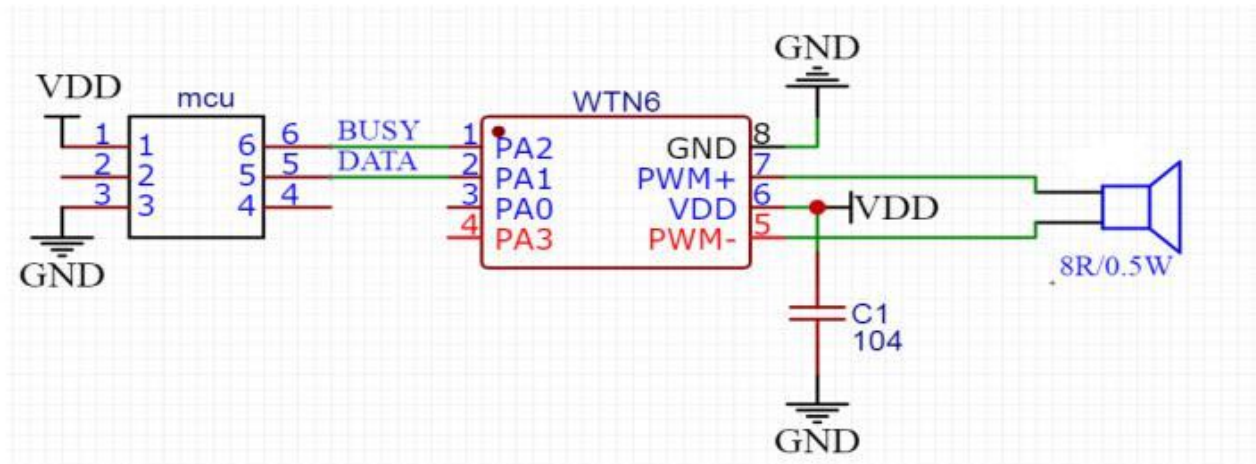 GND
VDD
mcu
WTN6
1 1 6 6 BUSY 1 PA2 GND 8
2 2 5 5 DATA 2 PA1 PWM+ 7
3 3 4 4 3 PA0 VDD 6 VDD
4 PA3 PWM- 5
GND
8R/0.5W
C1
104
GND